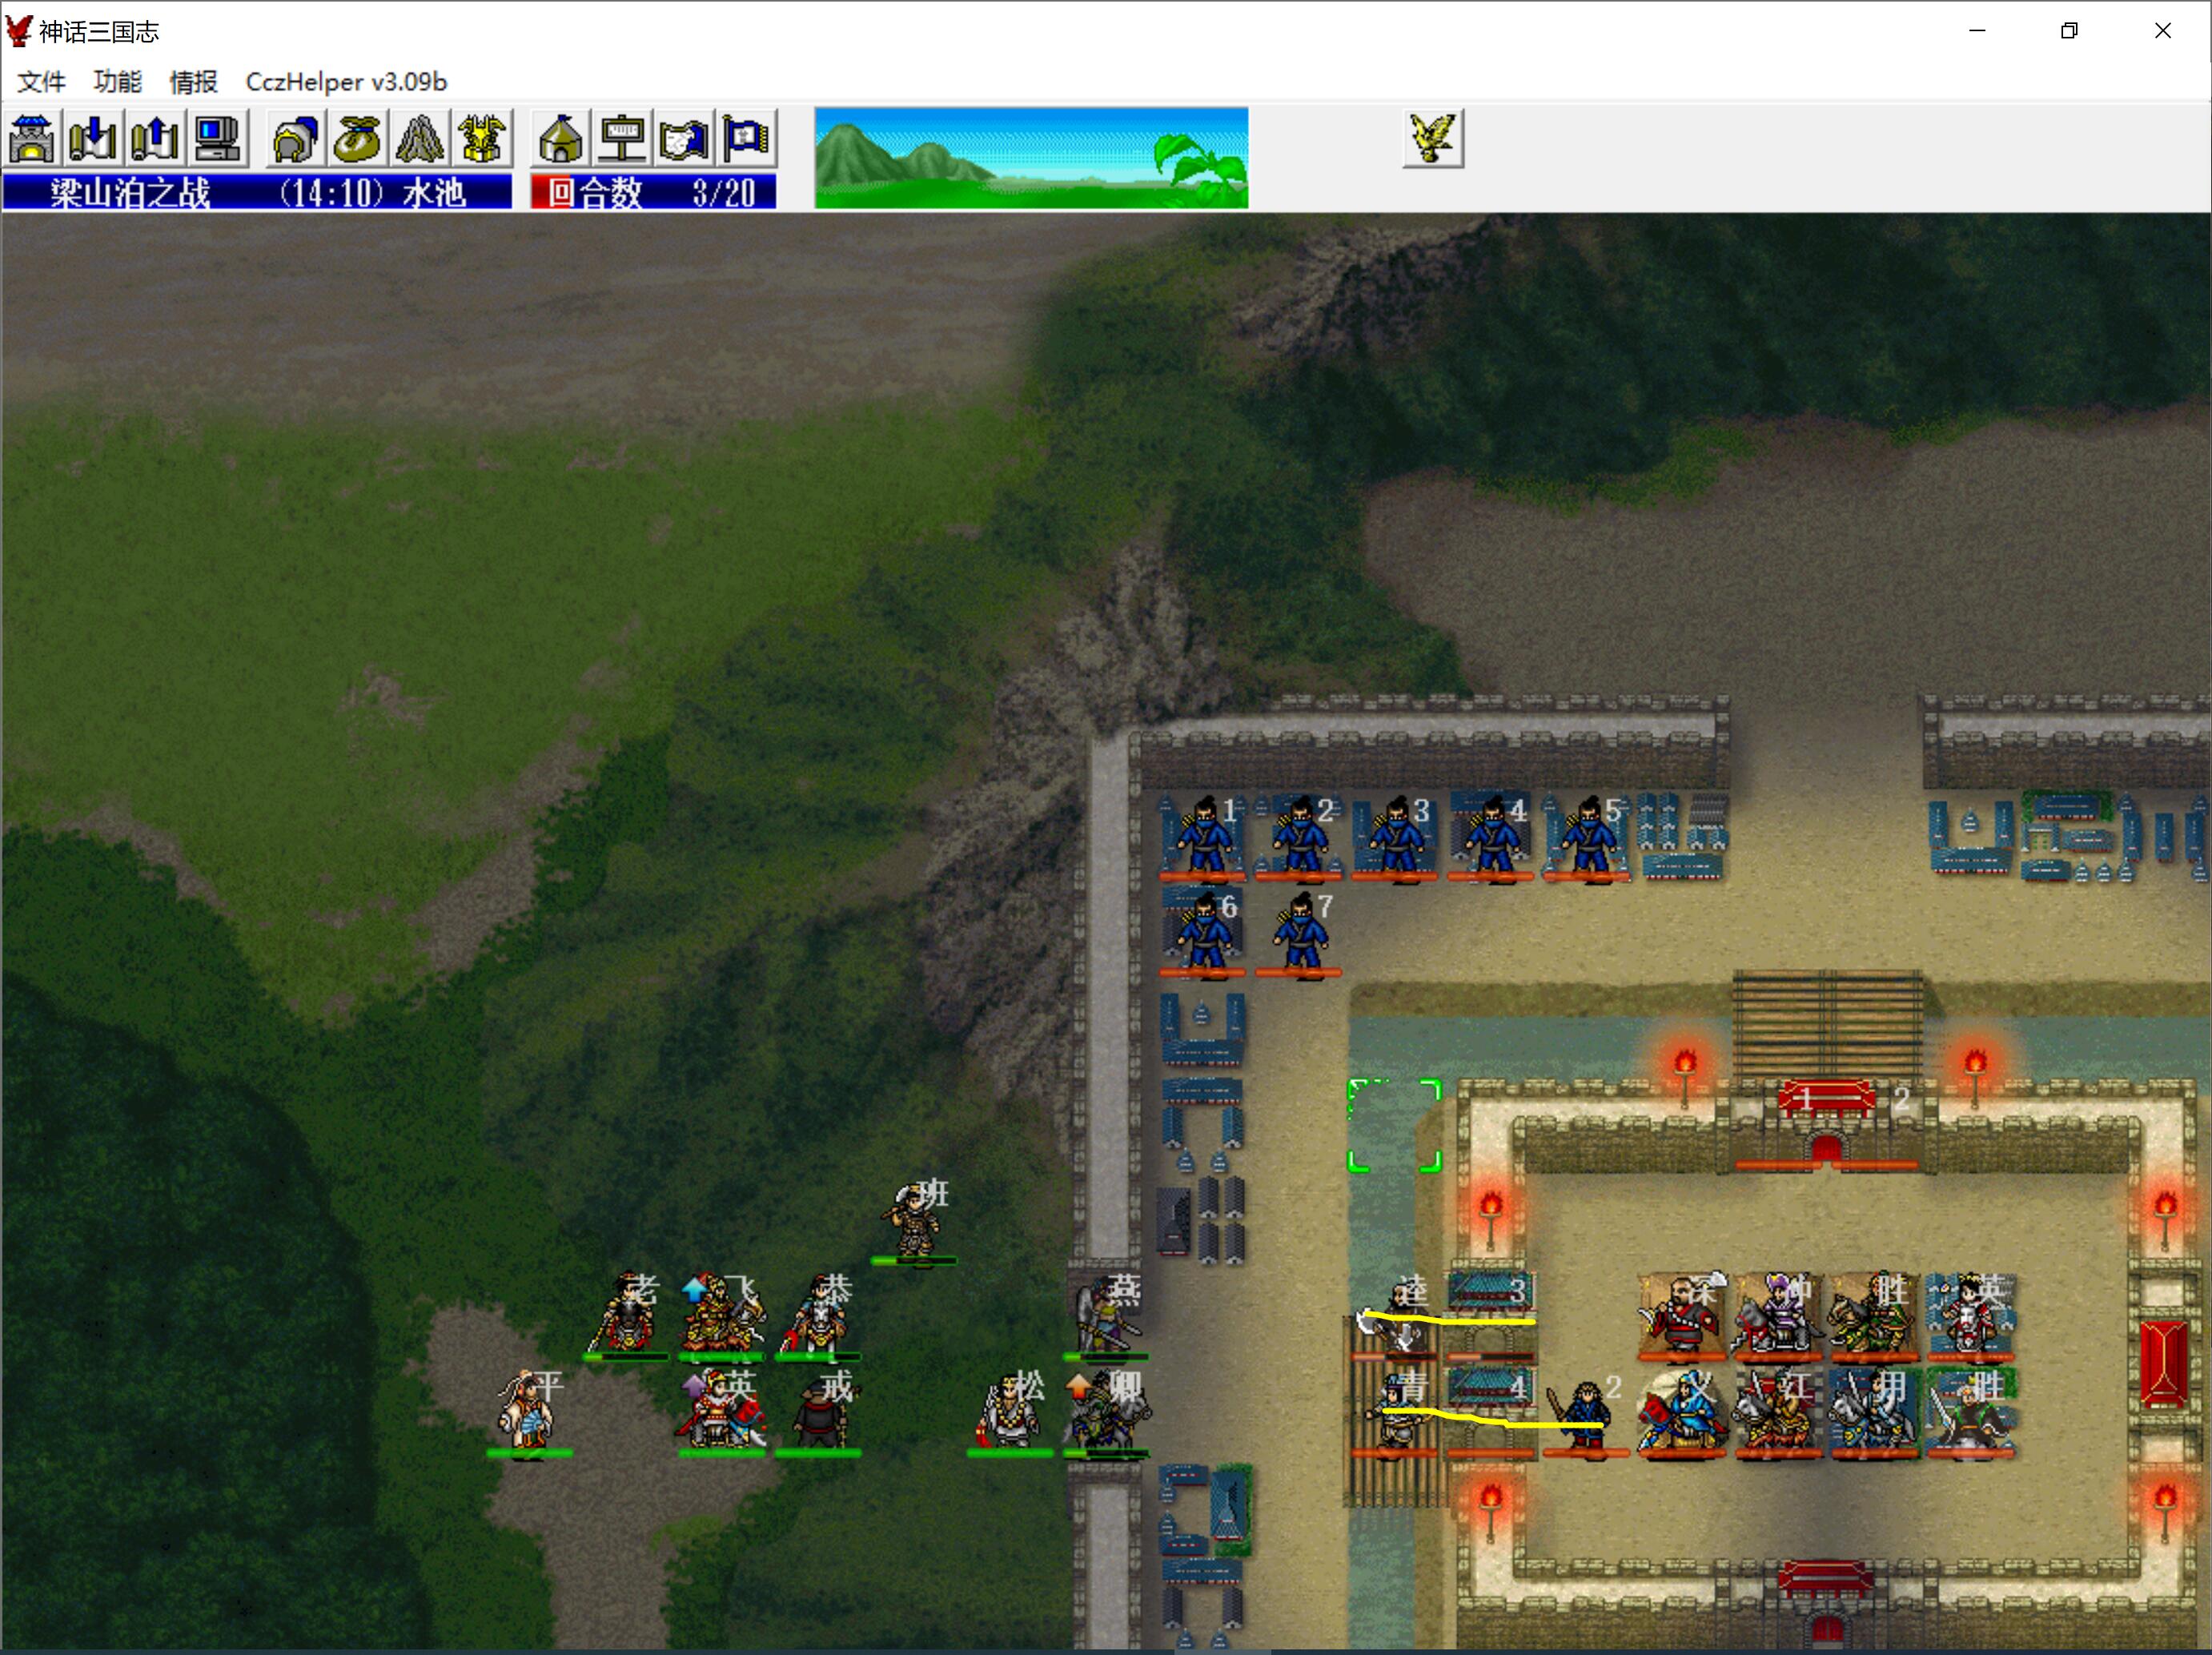 神话三国志
文件 功能 情报 CczHelper v3.09b
梁山泊之战 (14:10) 水池 回合数 3/20
1 2 3 4 5
6 7
1 2
班
老 飞 恭 燕 逵 3 深 冲 胜 英
平 英 戒 松 卿 青 4 2 义 江 用 胜